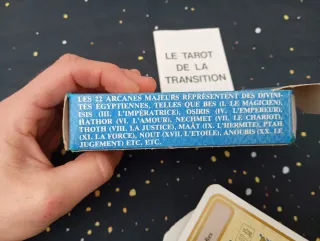 LE TAROT
DE LA
TRANSITION
LES 22 ARCANES MAJEURS REPRÉSENTENT DES DIVINI-
TÉS EGYPTIENNES, TELLES QUE BES (I. LE MAGICIEN),
ISIS (III. L'IMPÉRATRICE), OSIRIS (IV. L'EMPEREUR),
HATHOR (VI. L'AMOUR), NECHMET (VII. LE CHARIOT),
THOTH (VIII. LA JUSTICE), MAÂT (IX. L'HERMITE), PTAH,
(XI. LA FORCE), NOUT (XVII. L'ETOILE), ANOUBIS (XX. LE
JUGEMENT) ETC. ETC.